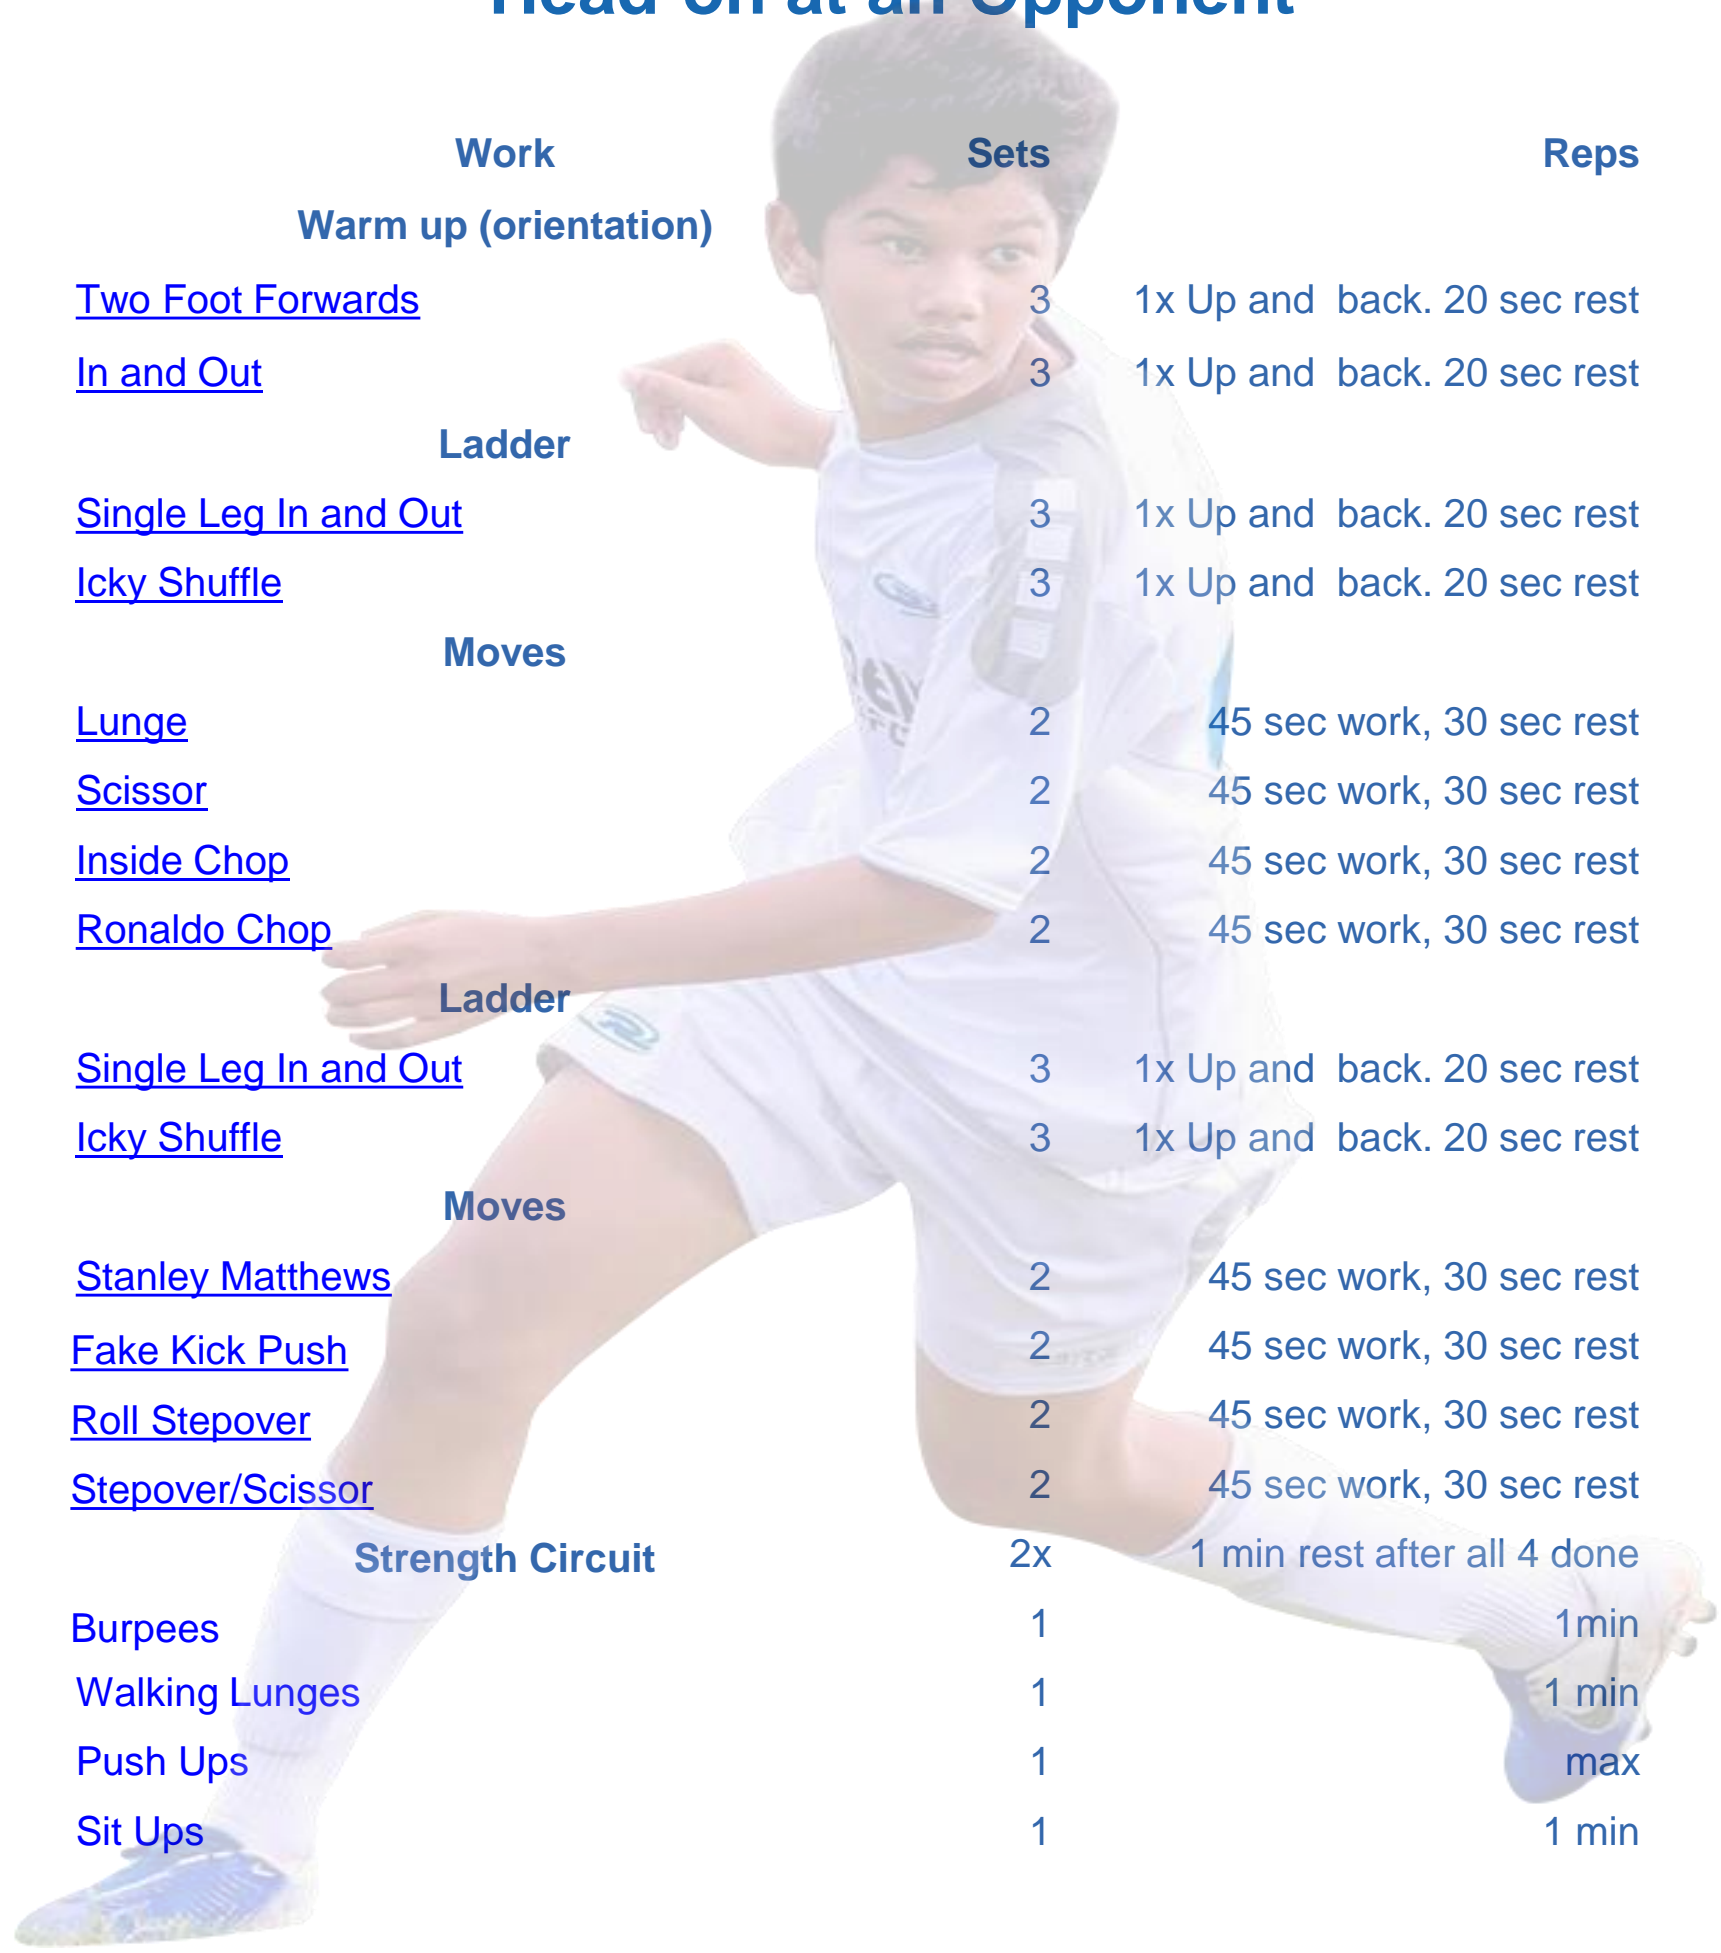 Head-on at an Opponent
Work Sets Reps
Warm up (orientation)
Two Foot Forwards 3 1x Up and back. 20 sec rest
In and Out 3 1x Up and back. 20 sec rest
Ladder
Single Leg In and Out 3 1x Up and back. 20 sec rest
Icky Shuffle 3 1x Up and back. 20 sec rest
Moves
Lunge 2 45 sec work, 30 sec rest
Scissor 2 45 sec work, 30 sec rest
Inside Chop 2 45 sec work, 30 sec rest
Ronaldo Chop 2 45 sec work, 30 sec rest
Ladder
Single Leg In and Out 3 1x Up and back. 20 sec rest
Icky Shuffle 3 1x Up and back. 20 sec rest
Moves
Stanley Matthews 2 45 sec work, 30 sec rest
Fake Kick Push 2 45 sec work, 30 sec rest
Roll Stepover 2 45 sec work, 30 sec rest
Stepover/Scissor 2 45 sec work, 30 sec rest
Strength Circuit 2x 1 min rest after all 4 done
Burpees 1 1min
Walking Lunges 1 1 min
Push Ups 1 max
Sit Ups 1 1 min